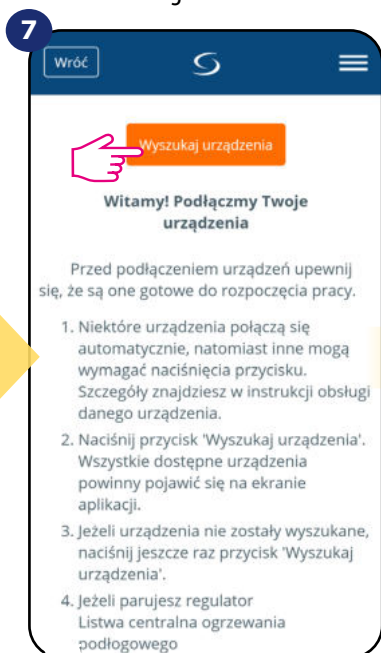 7
Wróć
Wyszukaj urządzenia
Witamy! Podłączmy Twoje
urządzenia
Przed podłączeniem urządzeń upewnij
się, że są one gotowe do rozpoczęcia pracy.
1. Niektóre urządzenia połączą się
automatycznie, natomiast inne mogą
wymagać naciśnięcia przycisku.
Szczegóły znajdziesz w instrukcji obsługi
danego urządzenia.
2. Naciśnij przycisk 'Wyszukaj urządzenia'.
Wszystkie dostępne urządzenia
powinny pojawić się na ekranie
aplikacji.
3. Jeżeli urządzenia nie zostały wyszukane,
naciśnij jeszcze raz przycisk 'Wyszukaj
urządzenia'.
4. Jeżeli parujesz regulator
Listwa centralna ogrzewania
podłogowego